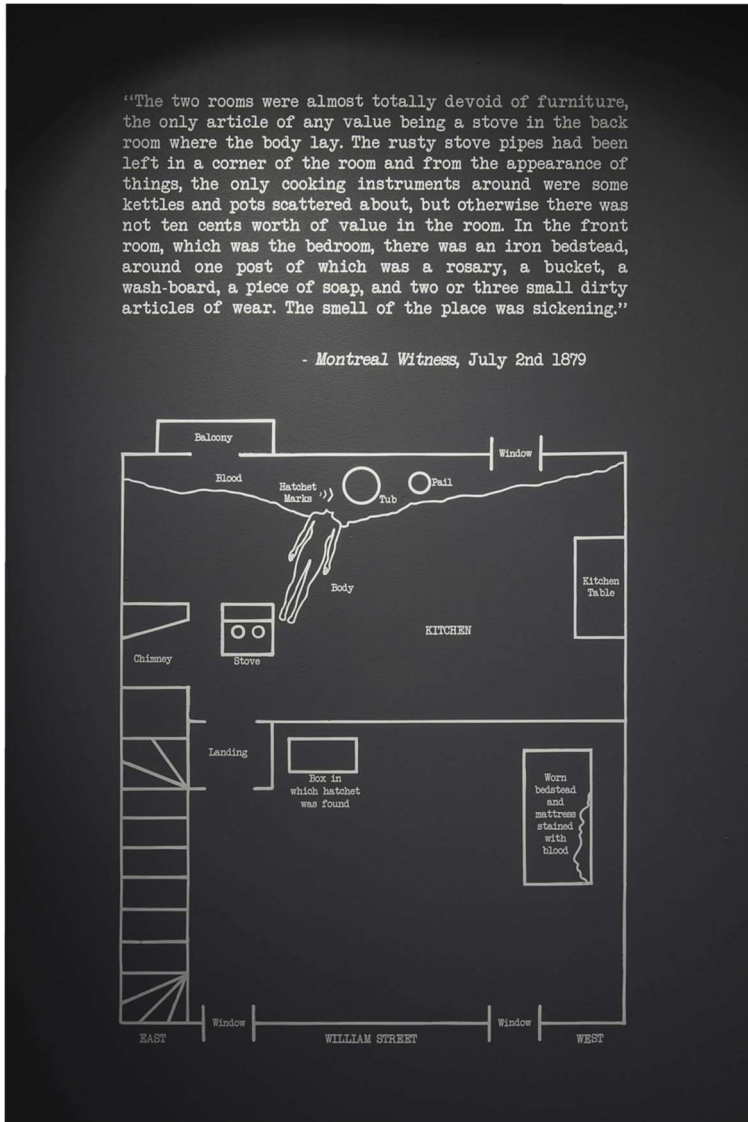 “The two rooms were almost totally devoid of furniture,
the only article of any value being a stove in the back
room where the body lay. The rusty stove pipes had been
left in a corner of the room and from the appearance of
things, the only cooking instruments around were some
kettles and pots scattered about, but otherwise there was
not ten cents worth of value in the room. In the front
room, which was the bedroom, there was an iron bedstead,
around one post of which was a rosary, a bucket, a
wash-board, a piece of soap, and two or three small dirty
articles of wear. The smell of the place was sickening.”
- Montreal Witness, July 2nd 1879
Balcony
Window
Blood
Hatchet
Marks
Tub
Pail
Body
Kitchen
Table
KITCHEN
Chimney
Stove
Landing
Box in
which hatchet
was found
Worn
bedstead
and
mattress
stained
with
blood
Window
Window
EAST
WILLIAM STREET
WEST